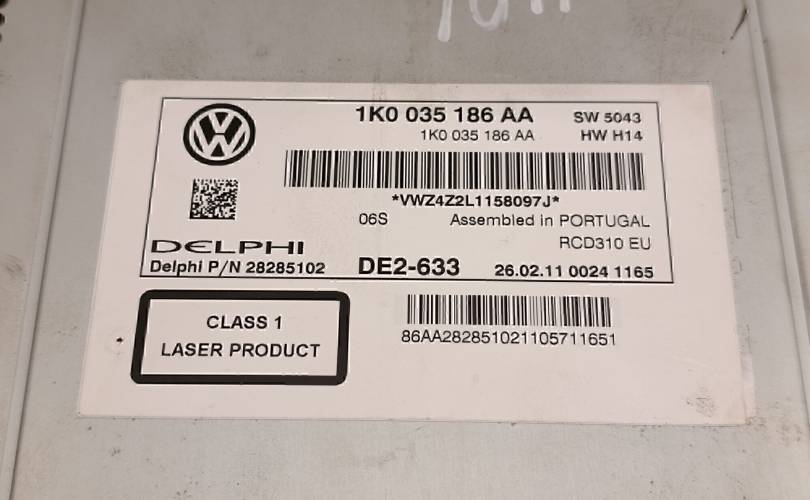 1K0 035 186 AA SW 5043
1K0 035 186 AA HW H14
*VWZ4Z2L1158097J*
06S Assembled in PORTUGAL
RCD310 EU
DELPHI
Delphi P/N 28285102 DE2-633 26.02.11 0024 1165
CLASS 1
LASER PRODUCT
86AA282851021105711651